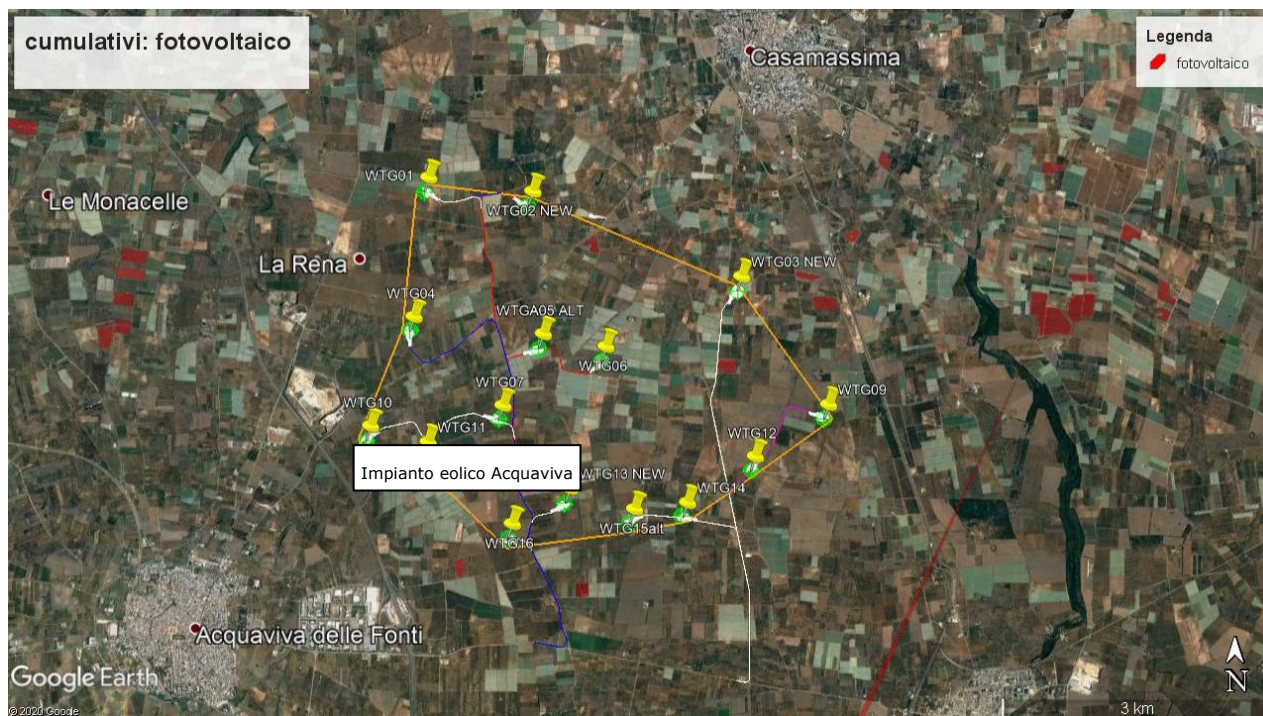 cumulativi: fotovoltaico
Legenda
fotovoltaico
Casamassima
WTG01
Le Monacelle
WTG02 NEW
La Rena
WTG03 NEW
WTG04
WTGA05 ALT
WTG06
WTG07
WTG09
WTG10
WTG11
WTG12
Impianto eolico Acquaviva
WTG13 NEW
WTG14
WTG15alt
WTG16
Acquaviva delle Fonti
Google Earth
N
© 2020 Google
3 km